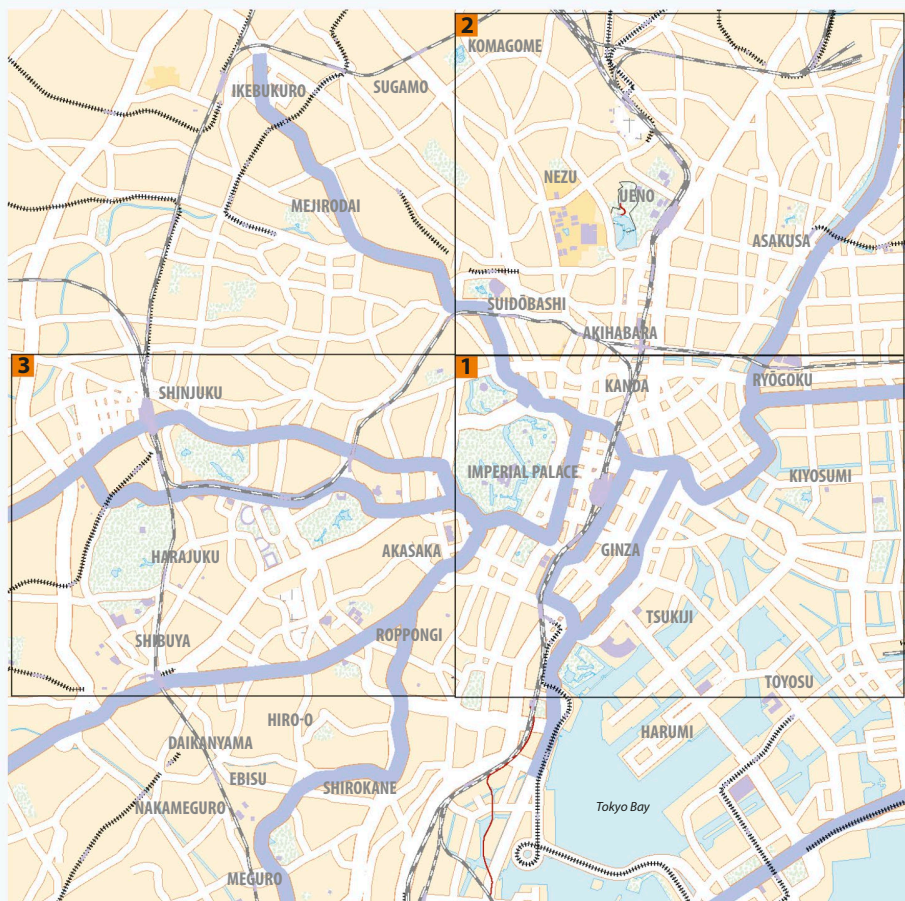 2
KOMAGOME
IKEBUKURO
SUGAMO
NEZU
UENO
MEJIRODAI
ASAKUSA
SUIDŌBASHI
AKIHABARA
3
1
SHINJUKU
KANDA
RYŌGOKU
IMPERIAL PALACE
KIYOSUMI
HARAJUKU
AKASAKA
GINZA
TSUKIJI
SHIBUYA
ROPPONGI
TOYOSU
HIRO-O
HARUMI
DAIKANYAMA
EBISU
SHIROKANE
NAKAMEGURO
Tokyo Bay
MEGURO